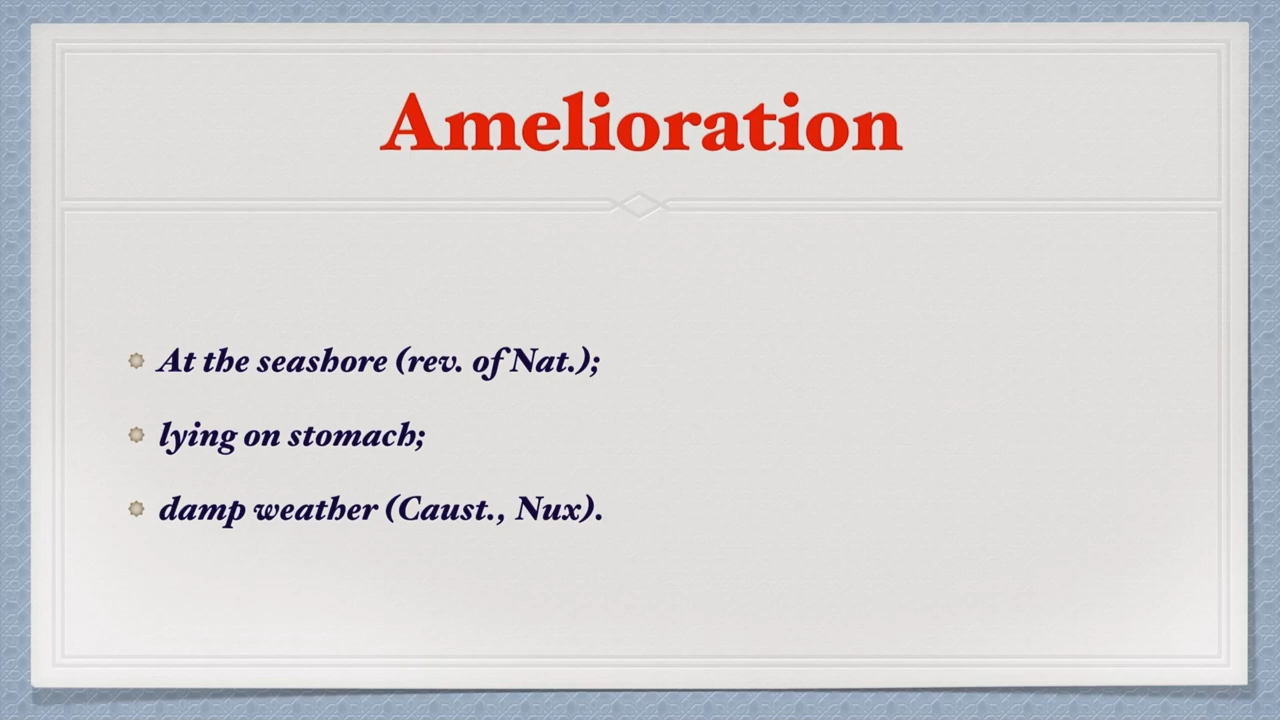 Amelioration
At the seashore (rev. of Nat.);
lying on stomach;
damp weather (Caust., Nux).